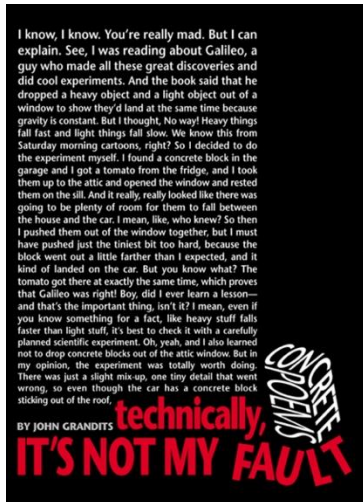 I know, I know. You're really mad. But I can
explain. See, I was reading about Galileo, a
guy who made all these great discoveries and
did cool experiments. And the book said that he
dropped a heavy object and a light object out of a
window to show they'd land at the same time because
gravity is constant. But I thought, No way! Heavy things
fall fast and light things fall slow. We know this from
Saturday morning cartoons, right? So I decided to do
the experiment myself. I found a concrete block in the
garage and I got a tomato from the fridge, and I took
them up to the attic and opened the window and rested
them on the sill. And it really, really looked like there was
going to be plenty of room for them to fall between
the house and the car. I mean, like, who knew? So then
I pushed them out of the window together, but I must
have pushed just the tiniest bit too hard, because the
block went out a little farther than I expected, and it
kind of landed on the car. But you know what? The
tomato got there at exactly the same time, which proves
that Galileo was right! Boy, did I ever learn a lesson—
and that's the important thing, isn't it? I mean, even if
you know something for a fact, like heavy stuff falls
faster than light stuff, it's best to check it with a carefully
planned scientific experiment. Oh, yeah, and I also learned
not to drop concrete blocks out of the attic window. But in
my opinion, the experiment was totally worth doing.
There was just a slight mix-up, one tiny detail that went
wrong, so even though the car has a concrete block
sticking out of the roof,
technically,
IT'S NOT MY FAULT
CONCRETE
POEMS
BY JOHN GRANDITS